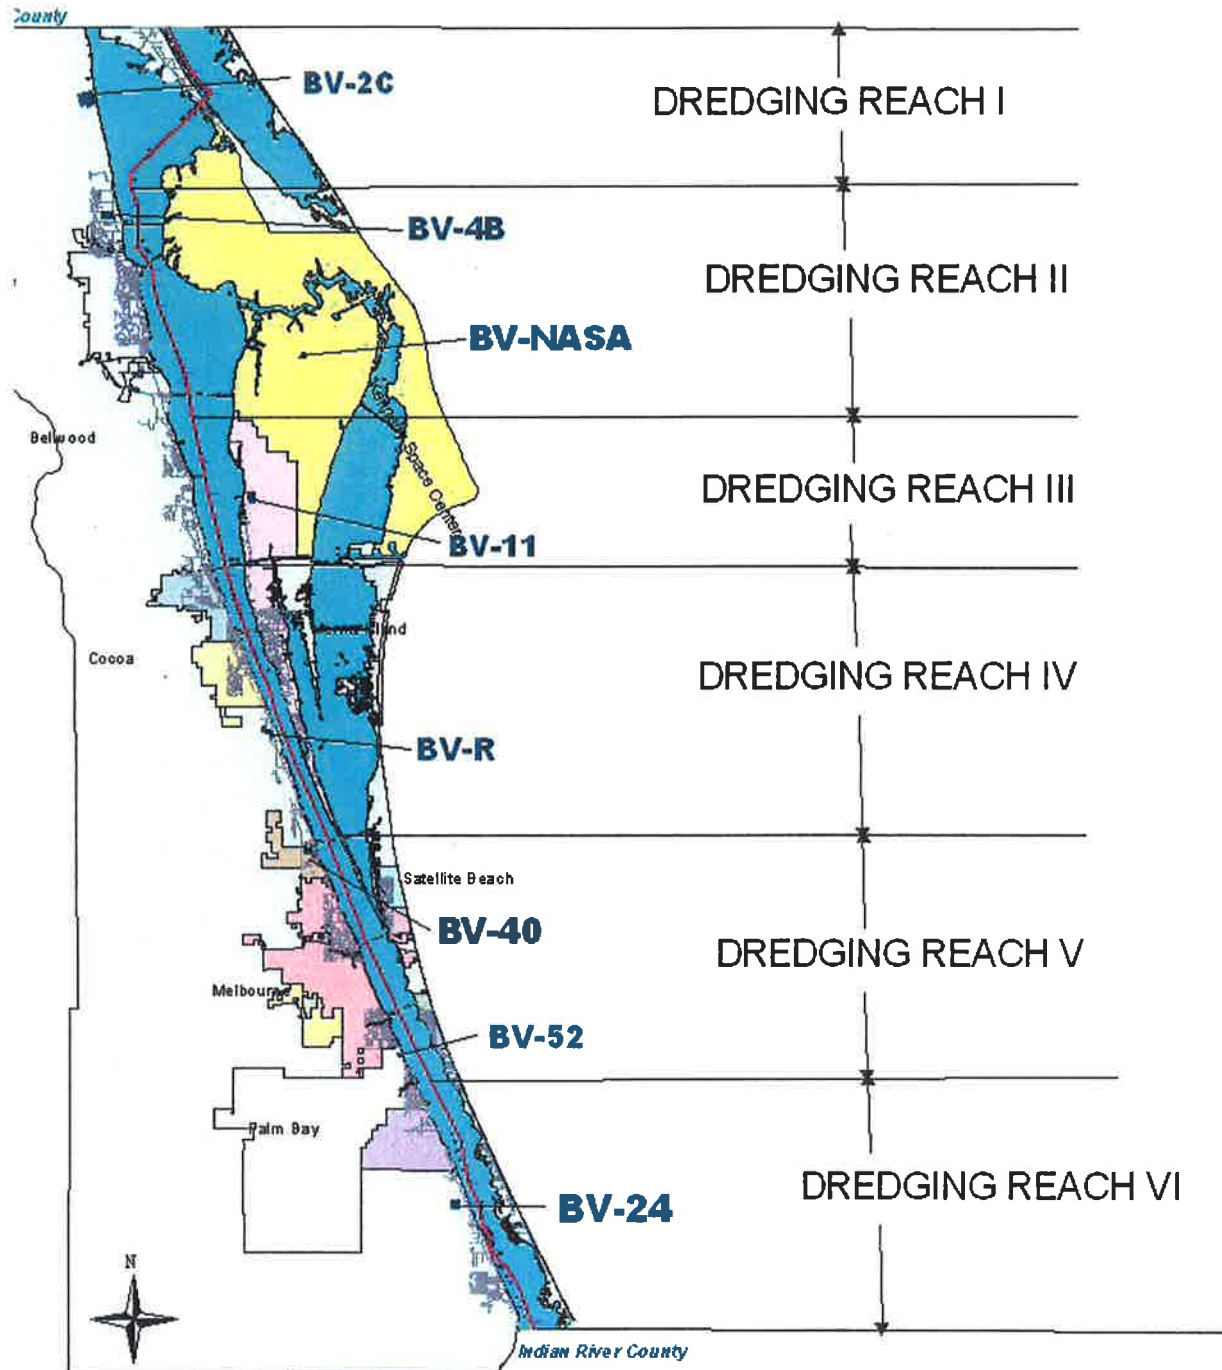 County
BV-2C
DREDGING REACH I
BV-4B
DREDGING REACH II
BV-NASA
Bellwood
Space Center
DREDGING REACH III
BV-11
Cocoa
DREDGING REACH IV
BV-R
Satellite Beach
BV-40
DREDGING REACH V
Melbourne
BV-52
Palm Bay
DREDGING REACH VI
BV-24
N
Indian River County